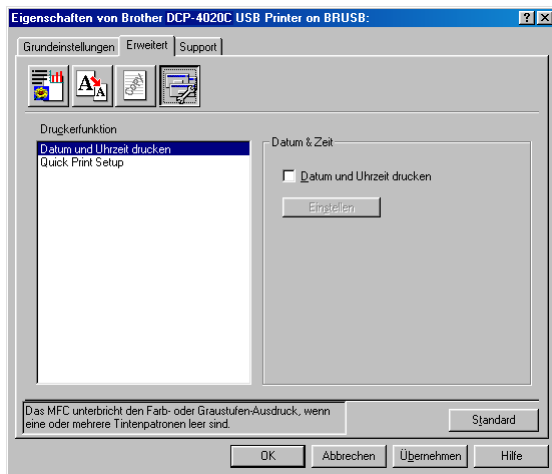 Eigenschaften von Brother DCP-4020C USB Printer on BRUSB:
Grundeinstellungen Erweitert Support
Druckerfunktion
Datum und Uhrzeit drucken
Quick Print Setup
Datum & Zeit
Datum und Uhrzeit drucken
Einstellen
Das MFC unterbricht den Farb- oder Graustufen-Ausdruck, wenn
eine oder mehrere Tintenpatronen leer sind.
Standard
OK Abbrechen Übernehmen Hilfe